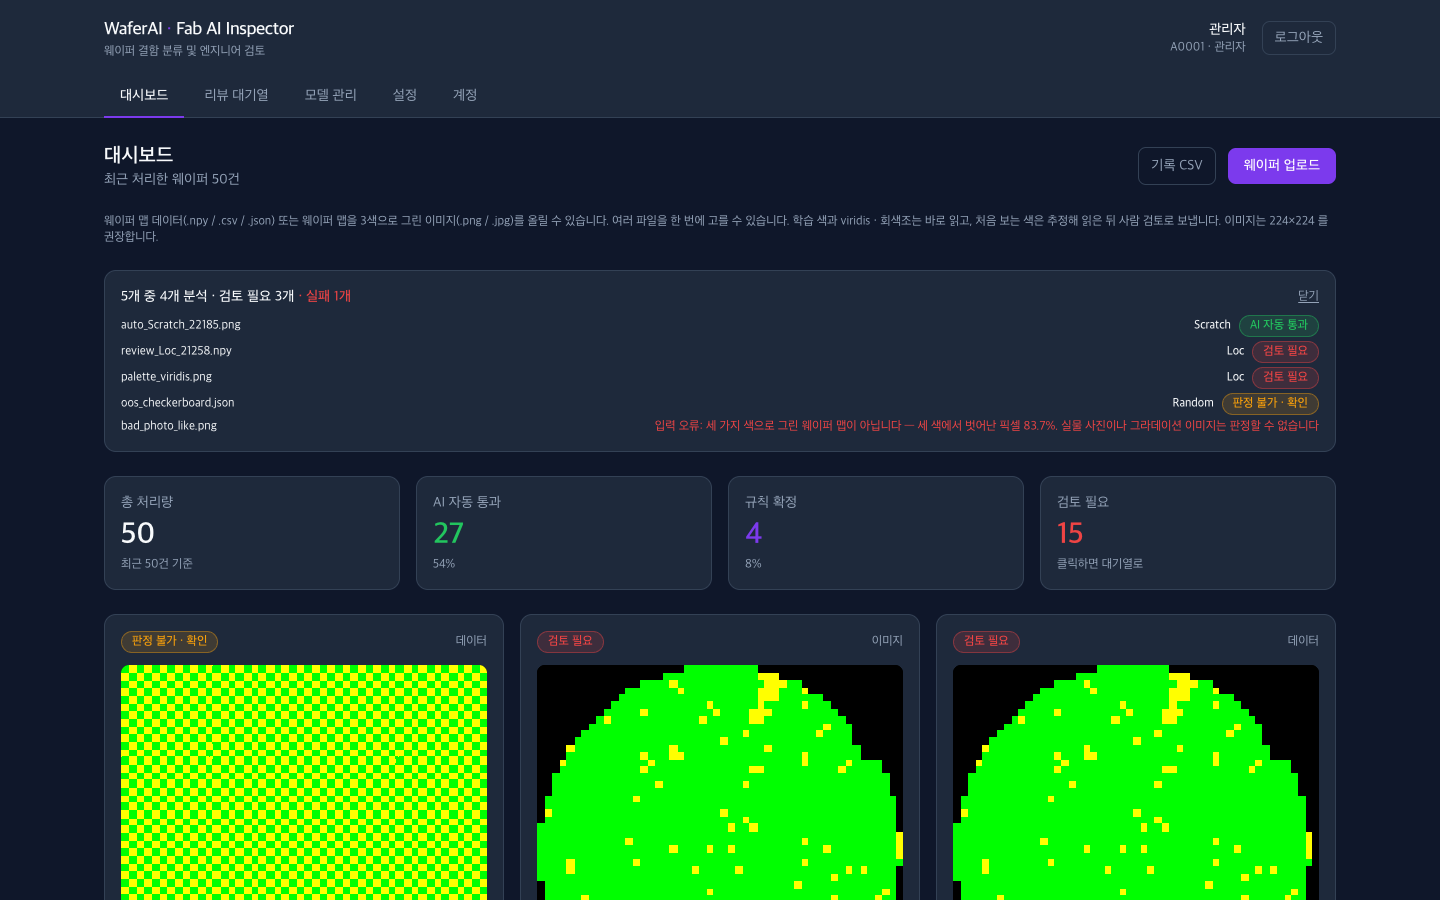 WaferAI · Fab AI Inspector
웨이퍼 결함 분류 및 엔지니어 검토
관리자
A0001 · 관리자
로그아웃
대시보드
리뷰 대기열
모델 관리
설정
계정
대시보드
최근 처리한 웨이퍼 50건
기록 CSV
웨이퍼 업로드
웨이퍼 맵 데이터(.npy / .csv / .json) 또는 웨이퍼 맵을 3색으로 그린 이미지(.png / .jpg)를 올릴 수 있습니다. 여러 파일을 한 번에 고를 수 있습니다. 학습 색과 viridis · 회색조는 바로 읽고, 처음 보는 색은 추정해 읽은 뒤 사람 검토로 보냅니다. 이미지는 224×224 를
권장합니다.
5개 중 4개 분석 · 검토 필요 3개 · 실패 1개
닫기
auto_Scratch_22185.png
Scratch
AI 자동 통과
review_Loc_21258.npy
Loc
검토 필요
palette_viridis.png
Loc
검토 필요
oos_checkerboard.json
Random
판정 불가 · 확인
bad_photo_like.png
입력 오류: 세 가지 색으로 그린 웨이퍼 맵이 아닙니다 — 세 색에서 벗어난 픽셀 83.7%. 실물 사진이나 그라데이션 이미지는 판정할 수 없습니다
총 처리량
50
최근 50건 기준
AI 자동 통과
27
54%
규칙 확정
4
8%
검토 필요
15
클릭하면 대기열로
판정 불가 · 확인
데이터
검토 필요
이미지
검토 필요
데이터